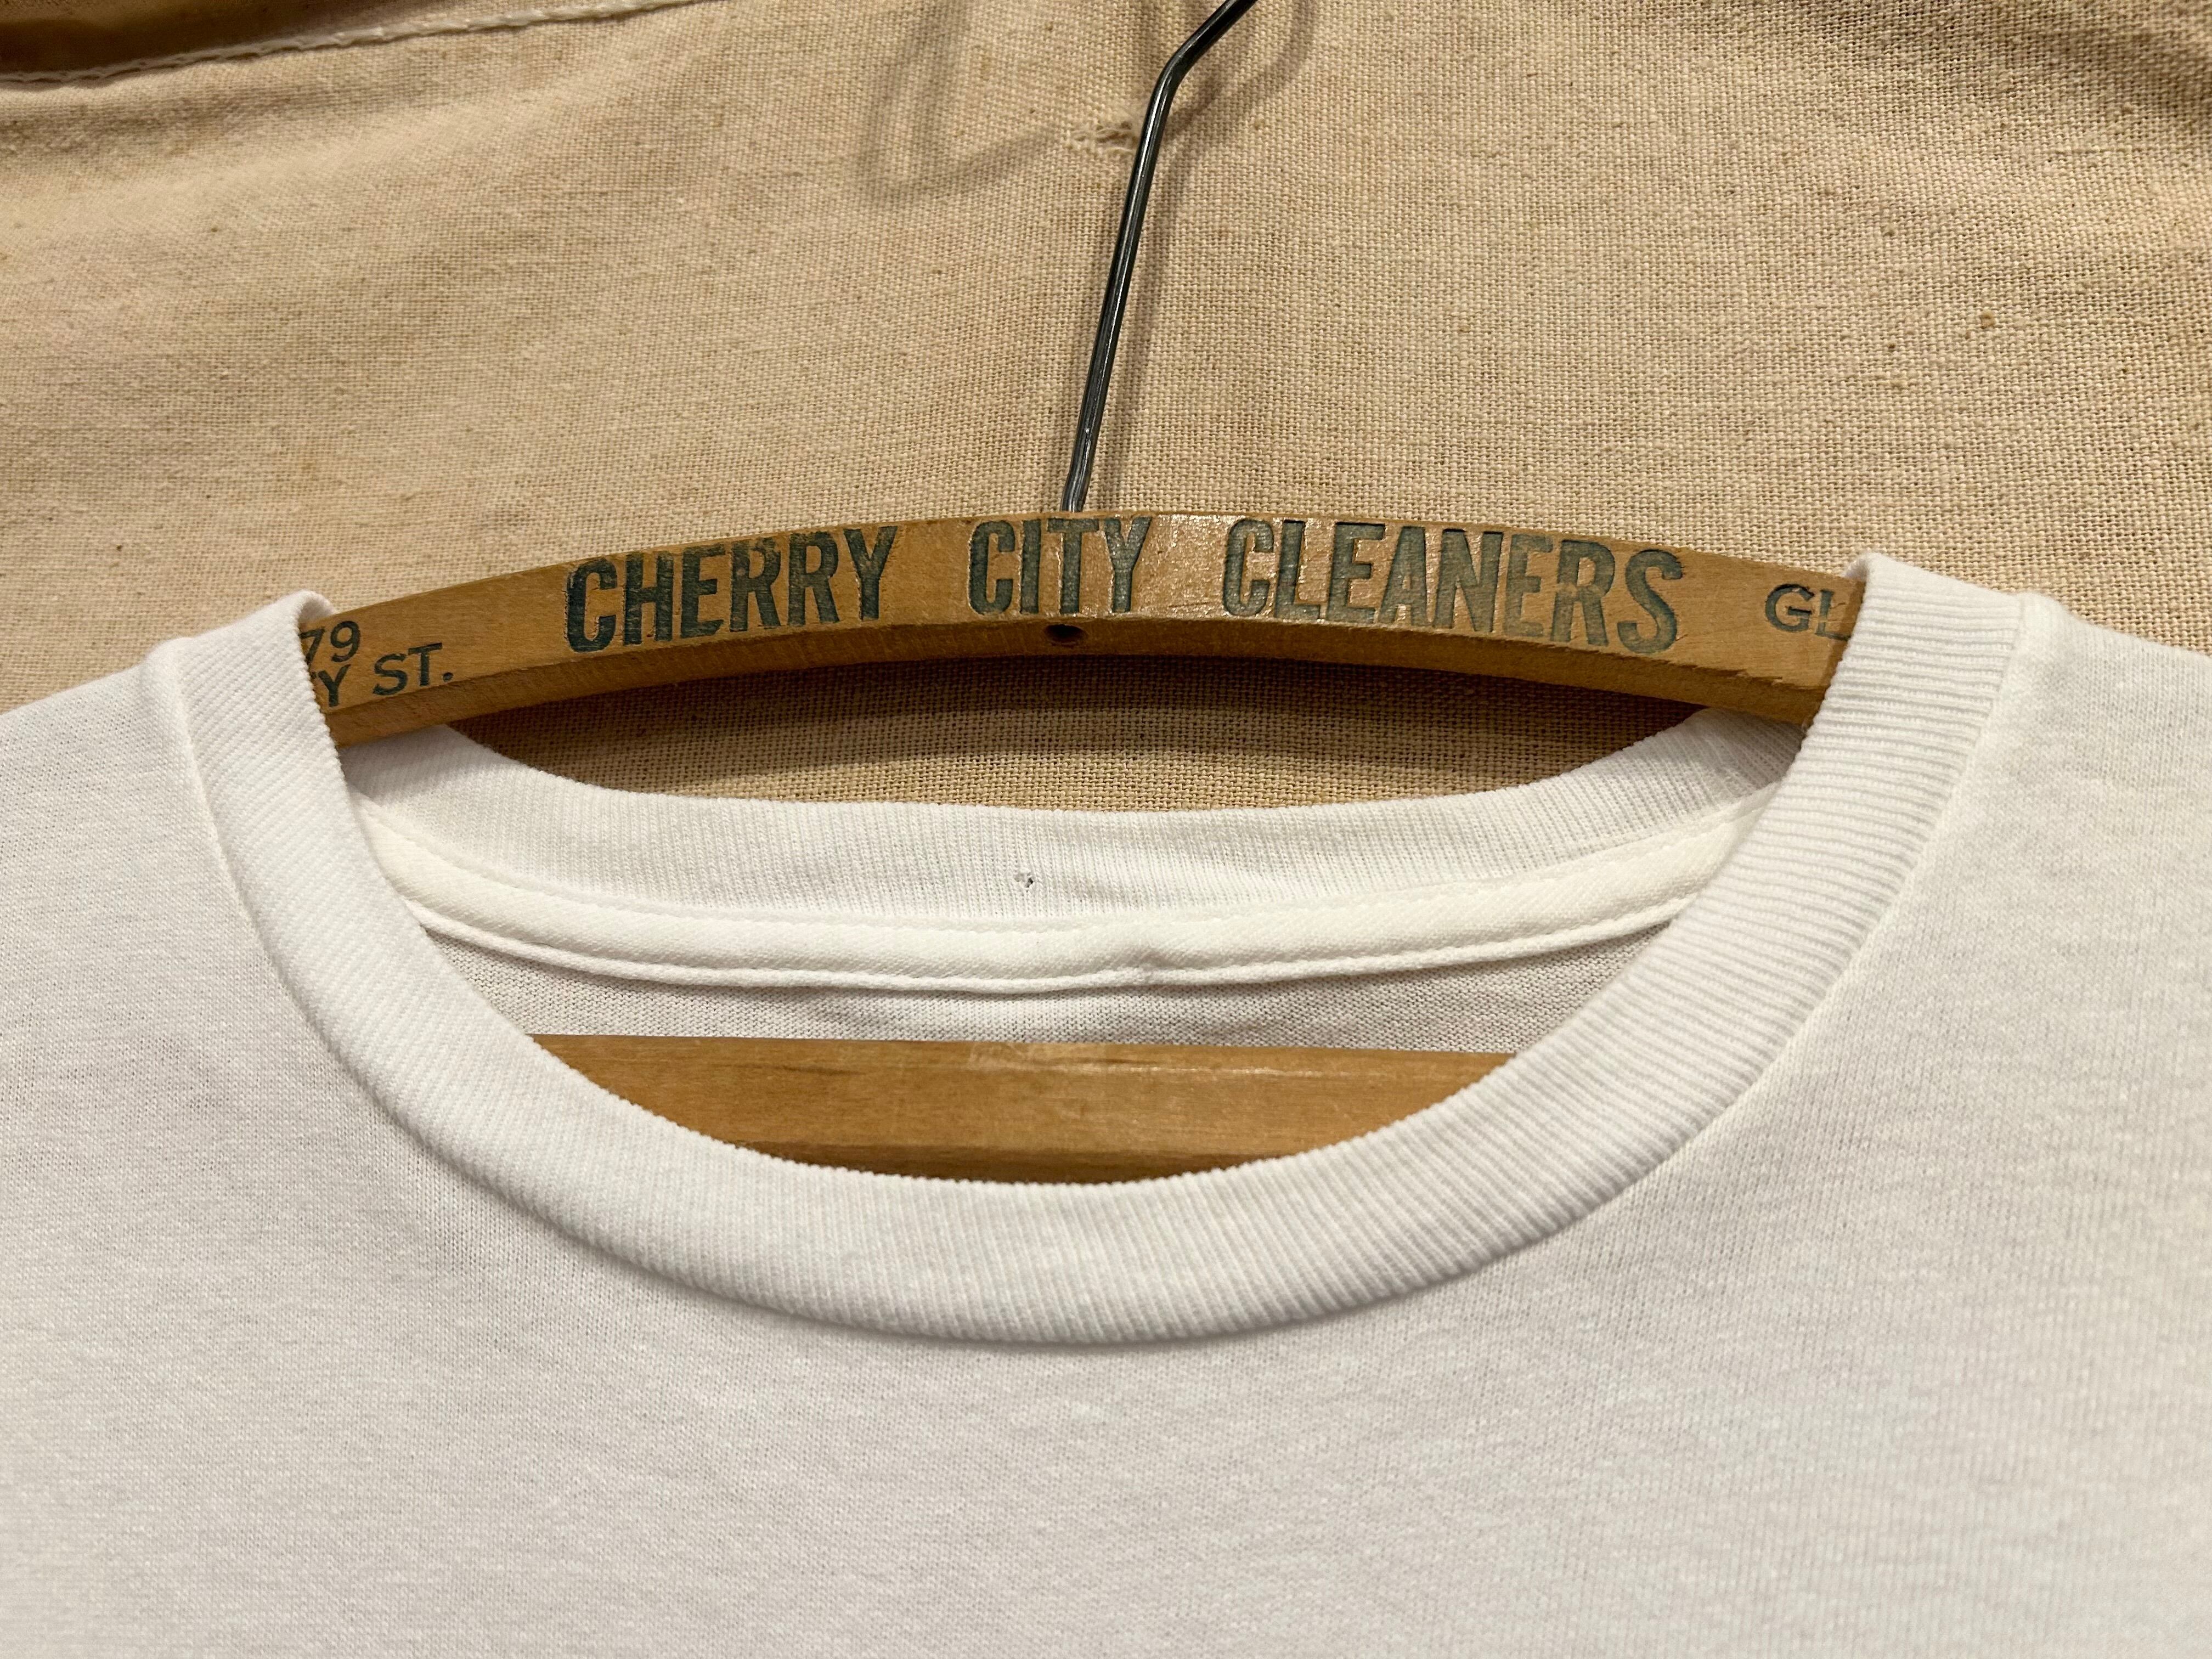 79
Y ST.
CHERRY CITY CLEANERS
GL